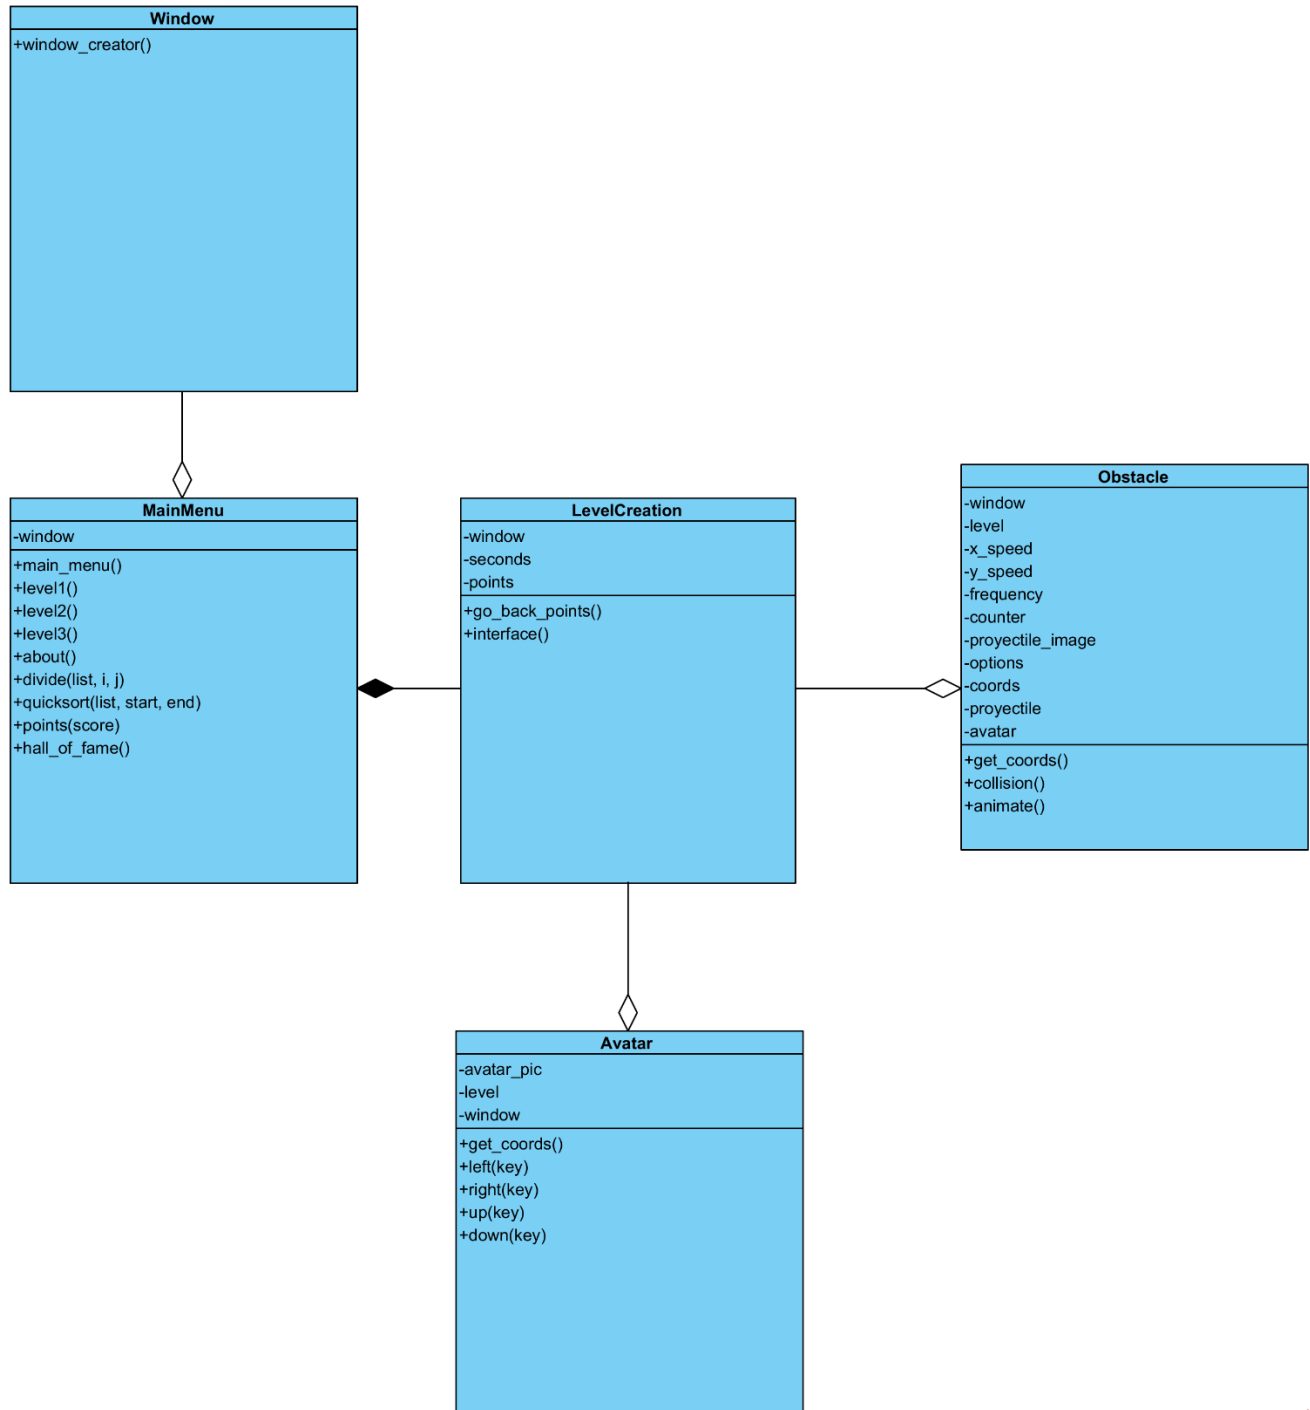 Window
+window_creator()
MainMenu
-window
+main_menu()
+level1()
+level2()
+level3()
+about()
+divide(list, i, j)
+quicksort(list, start, end)
+points(score)
+hall_of_fame()
LevelCreation
-window
-seconds
-points
+go_back_points()
+interface()
Obstacle
-window
-level
-x_speed
-y_speed
-frequency
-counter
-proyectile_image
-options
-coords
-proyectile
-avatar
+get_coords()
+collision()
+animate()
Avatar
-avatar_pic
-level
-window
+get_coords()
+left(key)
+right(key)
+up(key)
+down(key)